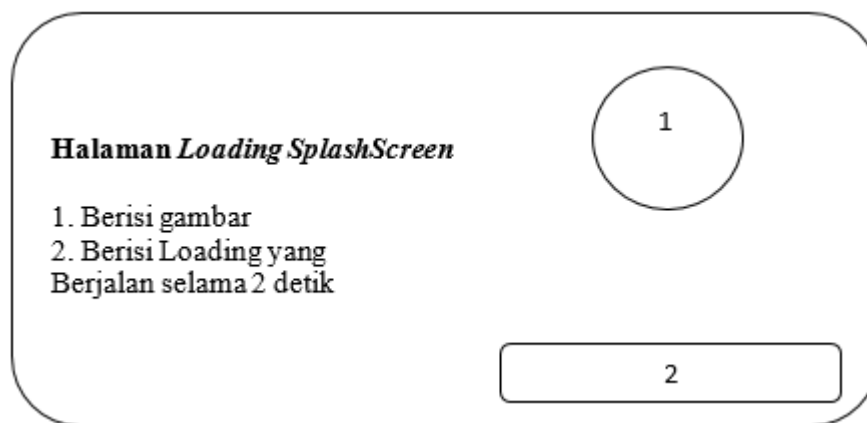 1
Halaman Loading SplashScreen
1. Berisi gambar
2. Berisi Loading yang
Berjalan selama 2 detik
2